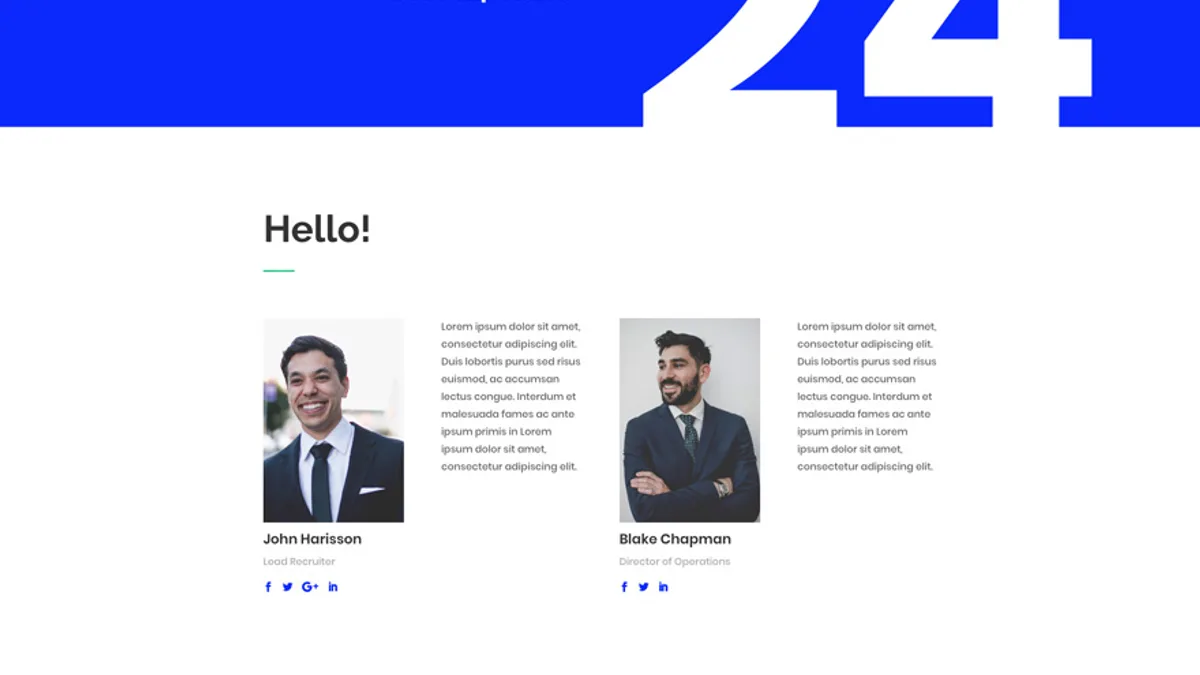 24
Hello!
Lorem ipsum dolor sit amet,
consectetur adipiscing elit.
Duis lobortis purus sed risus
euismod, ac accumsan
lectus congue. Interdum et
malesuada fames ac ante
ipsum primis in Lorem
ipsum dolor sit amet,
consectetur adipiscing elit.
John Harisson
Lead Recruiter
f G+ in
Lorem ipsum dolor sit amet,
consectetur adipiscing elit.
Duis lobortis purus sed risus
euismod, ac accumsan
lectus congue. Interdum et
malesuada fames ac ante
ipsum primis in Lorem
ipsum dolor sit amet,
consectetur adipiscing elit.
Blake Chapman
Director of Operations
f in